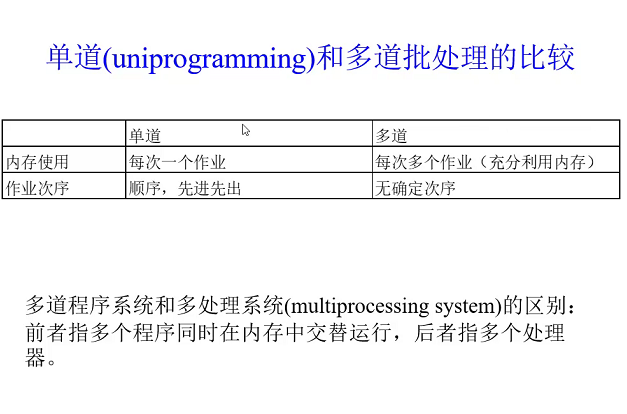 单道(uniprogramming)和多道批处理的比较
单道 多道
内存使用 每次一个作业 每次多个作业（充分利用内存）
作业次序 顺序，先进先出 无确定次序
多道程序系统和多处理系统(multiprocessing system)的区别：
前者指多个程序同时在内存中交替运行，后者指多个处理
器。